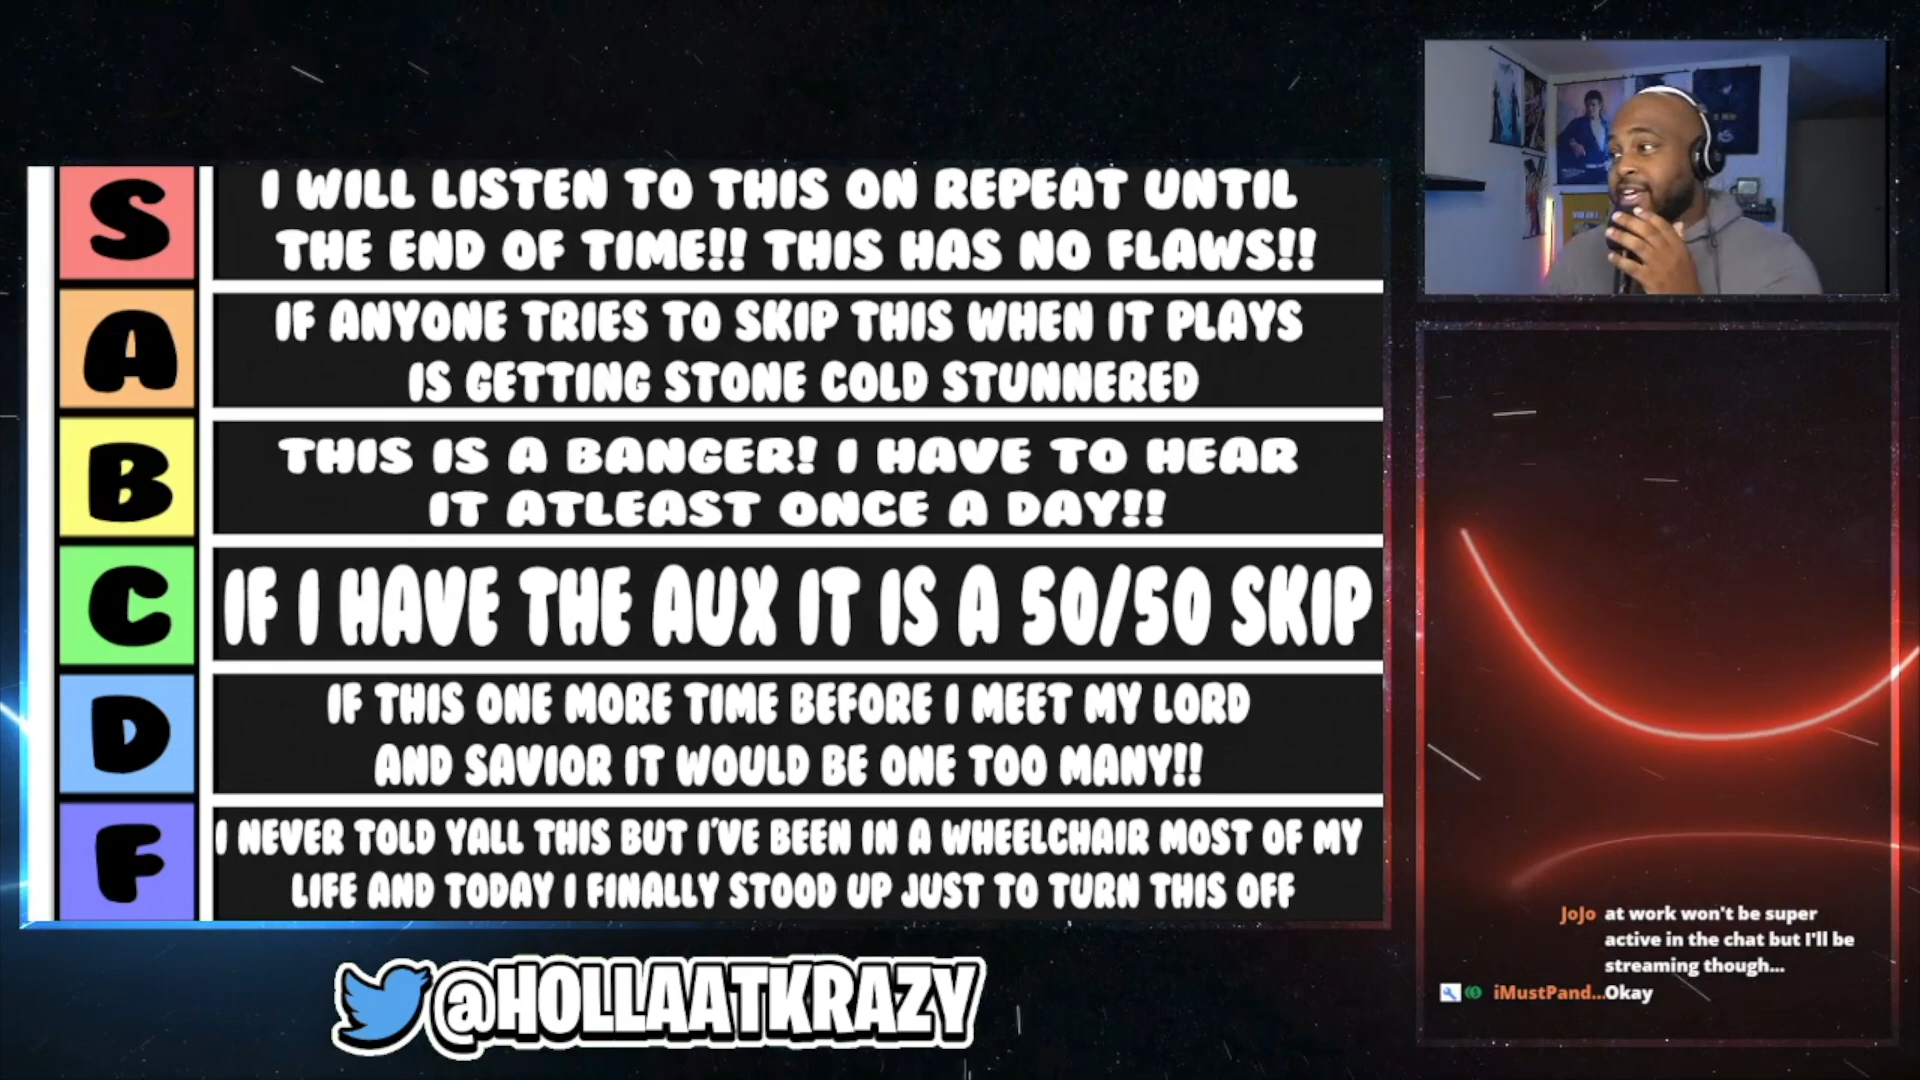 S
I WILL LISTEN TO THIS ON REPEAT UNTIL
THE END OF TIME!! THIS HAS NO FLAWS!!
A
IF ANYONE TRIES TO SKIP THIS WHEN IT PLAYS
IS GETTING STONE COLD STUNNERED
B
THIS IS A BANGER! I HAVE TO HEAR
IT ATLEAST ONCE A DAY!!
C
IF I HAVE THE AUX IT IS A 50/50 SKIP
D
IF THIS ONE MORE TIME BEFORE I MEET MY LORD
AND SAVIOR IT WOULD BE ONE TOO MANY!!
F
I NEVER TOLD YALL THIS BUT I'VE BEEN IN A WHEELCHAIR MOST OF MY
LIFE AND TODAY I FINALLY STOOD UP JUST TO TURN THIS OFF
@HOLLAATKRAZY
JoJo at work won't be super
active in the chat but I'll be
streaming though...
iMustPand...Okay